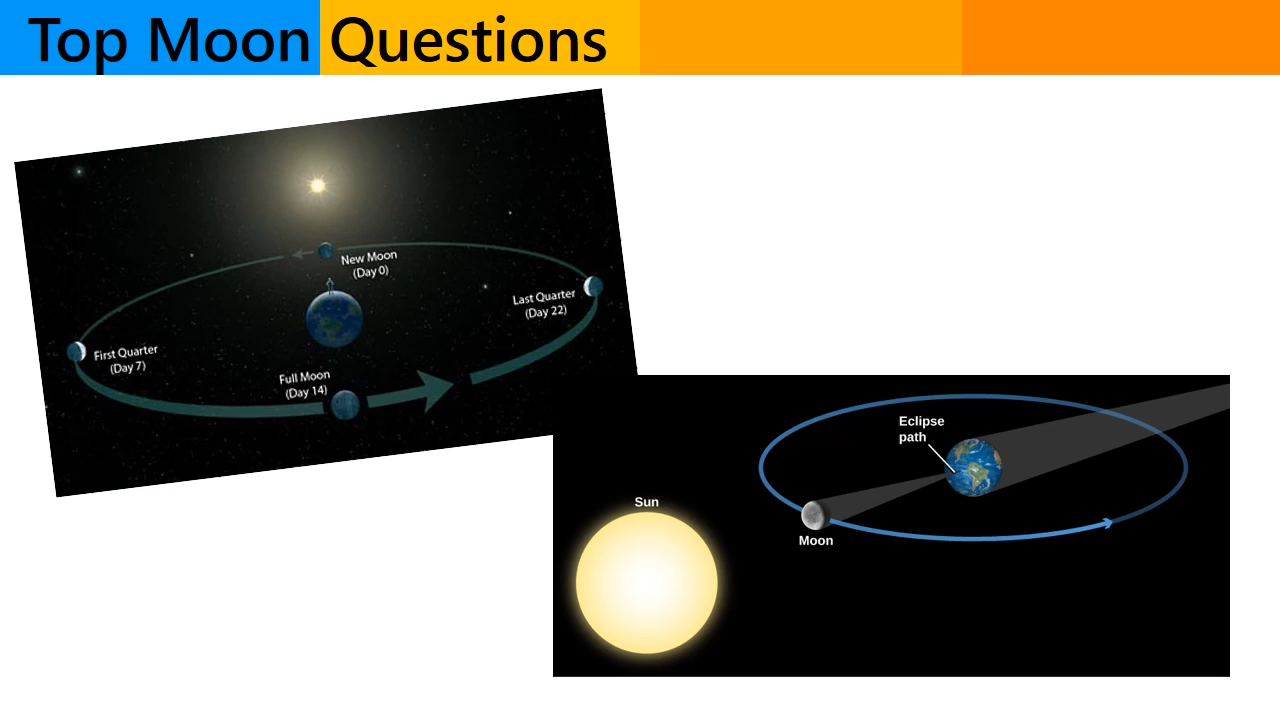 Top Moon Questions
New Moon
(Day 0)
Last Quarter
(Day 22)
First Quarter
(Day 7)
Full Moon
(Day 14)
Eclipse
path
Sun
Moon